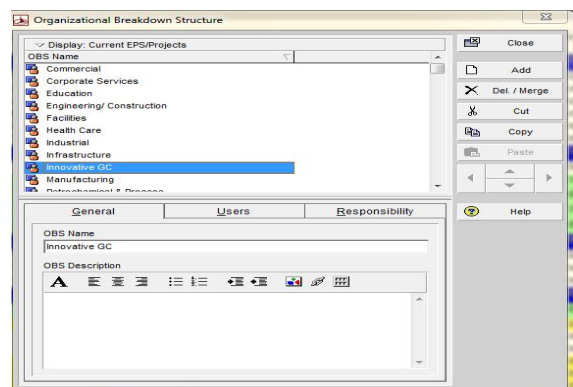 Organizational Breakdown Structure
Display: Current EPS/Projects
OBS Name
Commercial
Corporate Services
Education
Engineering/ Construction
Facilities
Health Care
Industrial
Infrastructure
Innovative GC
Manufacturing
Petrochemical & Process
General Users Responsibility
OBS Name
Innovative GC
OBS Description
A
Close
Add
Del. / Merge
Cut
Copy
Paste
Help